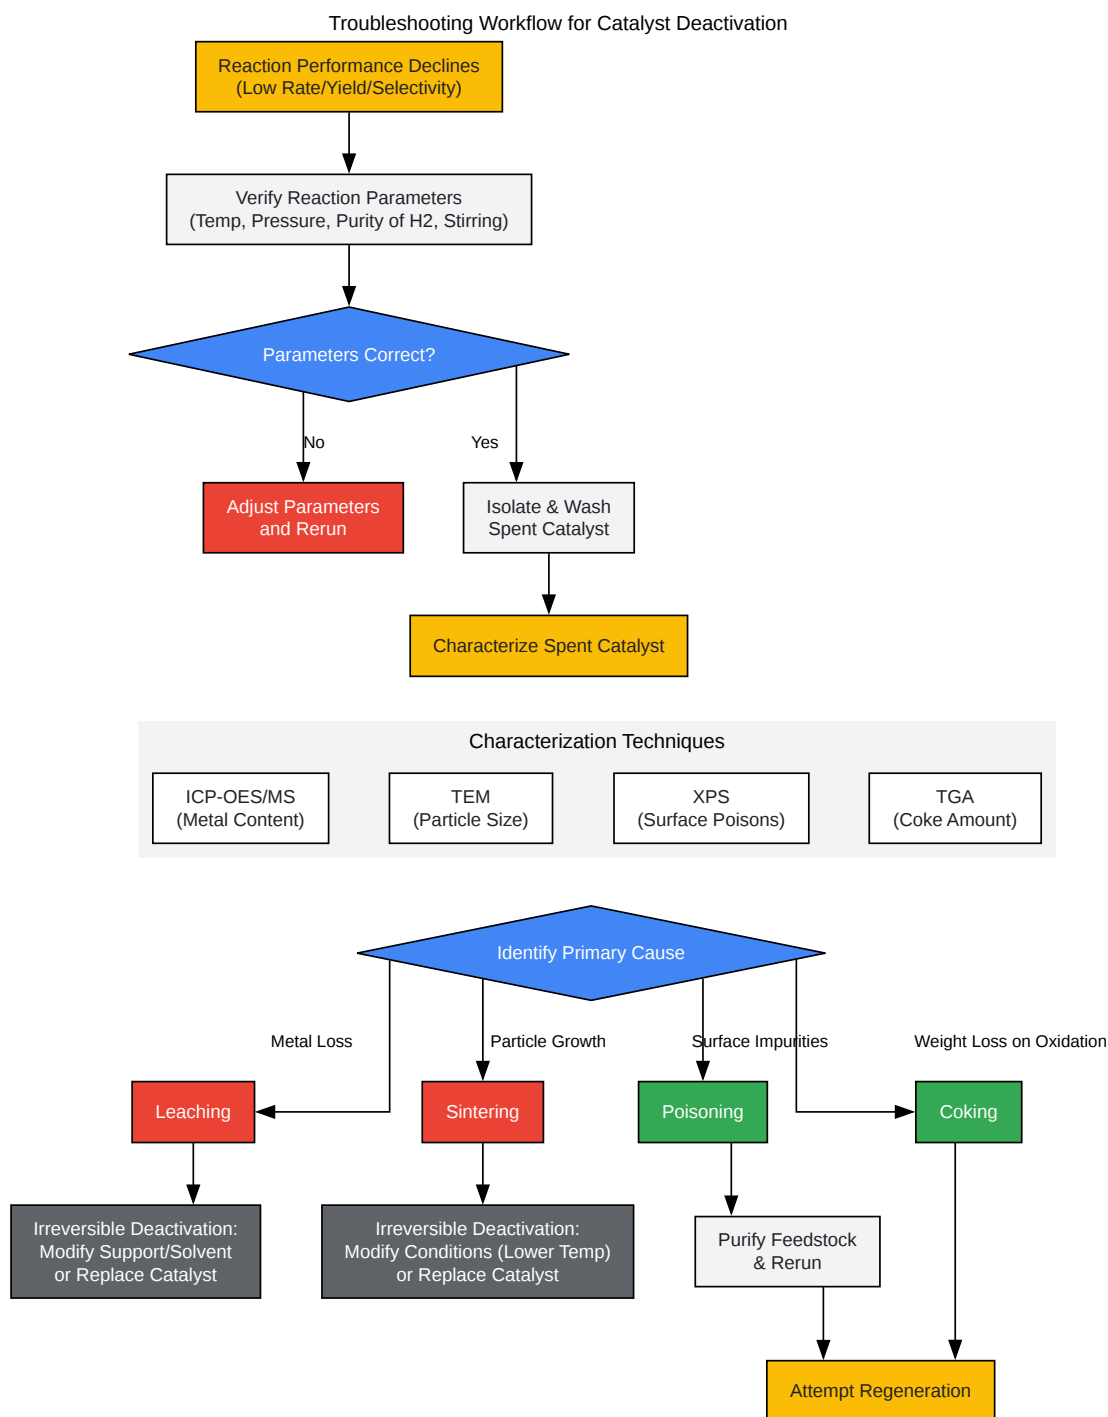 Troubleshooting Workflow for Catalyst Deactivation
Reaction Performance Declines
(Low Rate/Yield/Selectivity)
Verify Reaction Parameters
(Temp, Pressure, Purity of H2, Stirring)
Parameters Correct?
No
Yes
Adjust Parameters
and Rerun
Isolate & Wash
Spent Catalyst
Characterize Spent Catalyst
Characterization Techniques
ICP-OES/MS
(Metal Content)
TEM
(Particle Size)
XPS
(Surface Poisons)
TGA
(Coke Amount)
Identify Primary Cause
Metal Loss
Particle Growth
Surface Impurities
Weight Loss on Oxidation
Leaching
Sintering
Poisoning
Coking
Irreversible Deactivation:
Modify Support/Solvent
or Replace Catalyst
Irreversible Deactivation:
Modify Conditions (Lower Temp)
or Replace Catalyst
Purify Feedstock
& Rerun
Attempt Regeneration